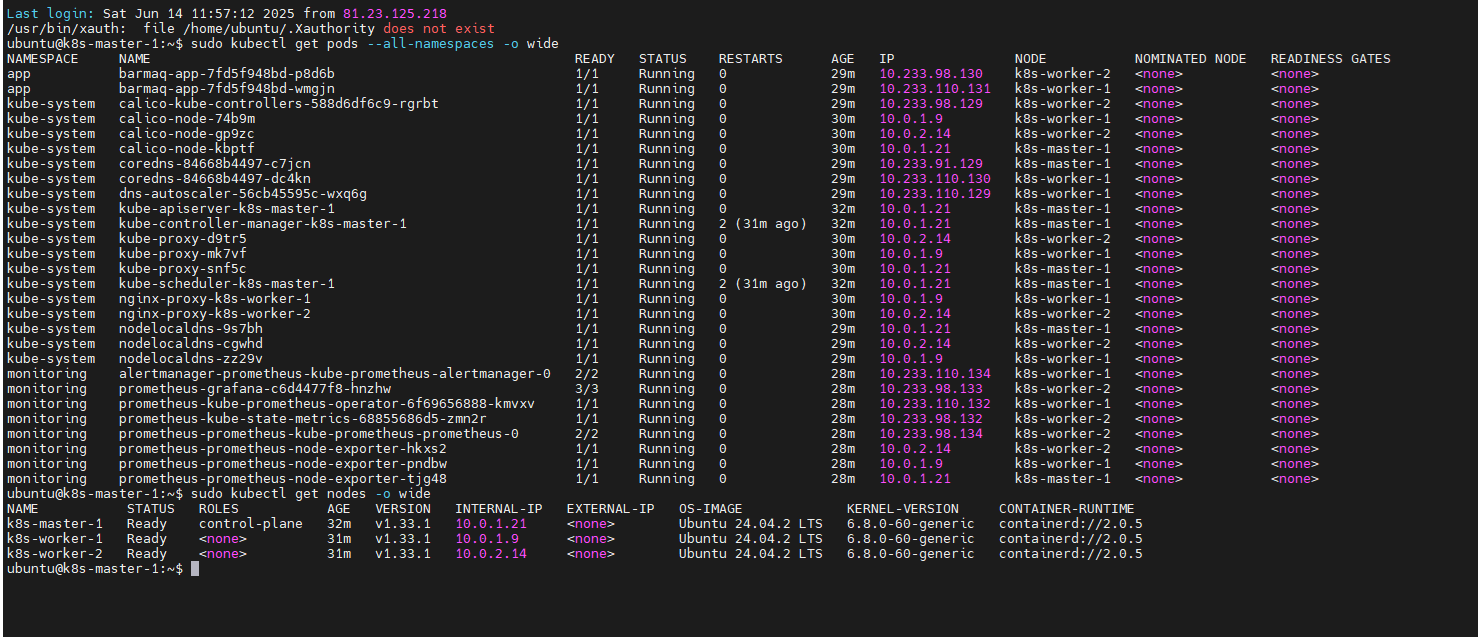 Last login: Sat Jun 14 11:57:12 2025 from 81.23.125.218
/usr/bin/xauth:  file /home/ubuntu/.Xauthority does not exist
ubuntu@k8s-master-1:~$ sudo kubectl get pods --all-namespaces -o wide
NAMESPACE     NAME                                                     READY   STATUS    RESTARTS      AGE   IP               NODE           NOMINATED NODE   READINESS GATES
app           barmaq-app-7fd5f948bd-p8d6b                              1/1     Running   0             29m   10.233.98.130    k8s-worker-2   <none>           <none>
app           barmaq-app-7fd5f948bd-wmgjn                              1/1     Running   0             29m   10.233.110.131   k8s-worker-1   <none>           <none>
kube-system   calico-kube-controllers-588d6df6c9-rgrbt                 1/1     Running   0             29m   10.233.98.129    k8s-worker-2   <none>           <none>
kube-system   calico-node-74b9m                                        1/1     Running   0             30m   10.0.1.9         k8s-worker-1   <none>           <none>
kube-system   calico-node-gp9zc                                        1/1     Running   0             30m   10.0.2.14        k8s-worker-2   <none>           <none>
kube-system   calico-node-kbptf                                        1/1     Running   0             30m   10.0.1.21        k8s-master-1   <none>           <none>
kube-system   coredns-84668b4497-c7jcn                                 1/1     Running   0             29m   10.233.91.129    k8s-master-1   <none>           <none>
kube-system   coredns-84668b4497-dc4kn                                 1/1     Running   0             29m   10.233.110.130   k8s-worker-1   <none>           <none>
kube-system   dns-autoscaler-56cb45595c-wxq6g                          1/1     Running   0             29m   10.233.110.129   k8s-worker-1   <none>           <none>
kube-system   kube-apiserver-k8s-master-1                              1/1     Running   0             32m   10.0.1.21        k8s-master-1   <none>           <none>
kube-system   kube-controller-manager-k8s-master-1                     1/1     Running   2 (31m ago)   32m   10.0.1.21        k8s-master-1   <none>           <none>
kube-system   kube-proxy-d9tr5                                         1/1     Running   0             30m   10.0.2.14        k8s-worker-2   <none>           <none>
kube-system   kube-proxy-mk7vf                                         1/1     Running   0             30m   10.0.1.9         k8s-worker-1   <none>           <none>
kube-system   kube-proxy-snf5c                                         1/1     Running   0             30m   10.0.1.21        k8s-master-1   <none>           <none>
kube-system   kube-scheduler-k8s-master-1                              1/1     Running   2 (31m ago)   32m   10.0.1.21        k8s-master-1   <none>           <none>
kube-system   nginx-proxy-k8s-worker-1                                 1/1     Running   0             30m   10.0.1.9         k8s-worker-1   <none>           <none>
kube-system   nginx-proxy-k8s-worker-2                                 1/1     Running   0             30m   10.0.2.14        k8s-worker-2   <none>           <none>
kube-system   nodelocaldns-9s7bh                                       1/1     Running   0             29m   10.0.1.21        k8s-master-1   <none>           <none>
kube-system   nodelocaldns-cgwhd                                       1/1     Running   0             29m   10.0.2.14        k8s-worker-2   <none>           <none>
kube-system   nodelocaldns-zz29v                                       1/1     Running   0             29m   10.0.1.9         k8s-worker-1   <none>           <none>
monitoring    alertmanager-prometheus-kube-prometheus-alertmanager-0   2/2     Running   0             28m   10.233.110.134   k8s-worker-1   <none>           <none>
monitoring    prometheus-grafana-c6d4477f8-hnzhw                       3/3     Running   0             28m   10.233.98.133    k8s-worker-2   <none>           <none>
monitoring    prometheus-kube-prometheus-operator-6f69656888-kmvxv     1/1     Running   0             28m   10.233.110.132   k8s-worker-1   <none>           <none>
monitoring    prometheus-kube-state-metrics-68855686d5-zmn2r           1/1     Running   0             28m   10.233.98.132    k8s-worker-2   <none>           <none>
monitoring    prometheus-prometheus-kube-prometheus-prometheus-0       2/2     Running   0             28m   10.233.98.134    k8s-worker-2   <none>           <none>
monitoring    prometheus-prometheus-node-exporter-hkxs2                1/1     Running   0             28m   10.0.2.14        k8s-worker-2   <none>           <none>
monitoring    prometheus-prometheus-node-exporter-pndbw                1/1     Running   0             28m   10.0.1.9         k8s-worker-1   <none>           <none>
monitoring    prometheus-prometheus-node-exporter-tjg48                1/1     Running   0             28m   10.0.1.21        k8s-master-1   <none>           <none>
ubuntu@k8s-master-1:~$ sudo kubectl get nodes -o wide
NAME           STATUS   ROLES           AGE   VERSION   INTERNAL-IP   EXTERNAL-IP   OS-IMAGE             KERNEL-VERSION     CONTAINER-RUNTIME
k8s-master-1   Ready    control-plane   32m   v1.33.1   10.0.1.21     <none>        Ubuntu 24.04.2 LTS   6.8.0-60-generic   containerd://2.0.5
k8s-worker-1   Ready    <none>          31m   v1.33.1   10.0.1.9      <none>        Ubuntu 24.04.2 LTS   6.8.0-60-generic   containerd://2.0.5
k8s-worker-2   Ready    <none>          31m   v1.33.1   10.0.2.14     <none>        Ubuntu 24.04.2 LTS   6.8.0-60-generic   containerd://2.0.5
ubuntu@k8s-master-1:~$